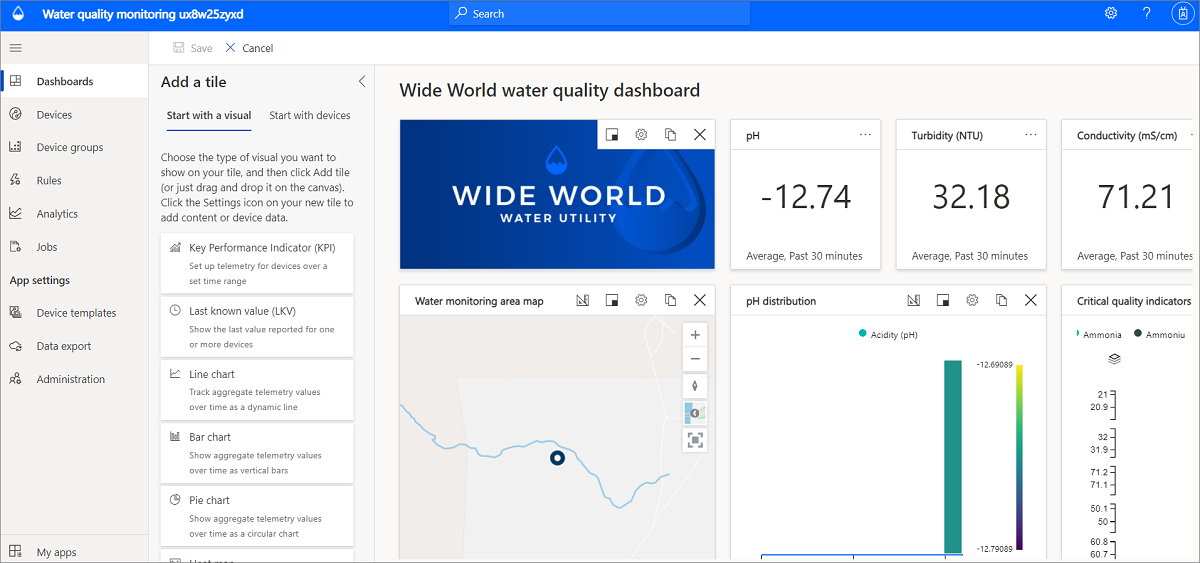 Water quality monitoring ux8w25zyxd
Search
?
Save
Cancel
Dashboards
Devices
Device groups
Rules
Analytics
Jobs
App settings
Device templates
Data export
Administration
My apps
Add a tile
Start with a visual
Start with devices
Choose the type of visual you want to
show on your tile, and then click Add tile
(or just drag and drop it on the canvas).
Click the Settings icon on your new tile to
add content or device data.
Key Performance Indicator (KPI)
Set up telemetry for devices over a
set time range
Last known value (LKV)
Show the last value reported for one
or more devices
Line chart
Track aggregate telemetry values
over time as a dynamic line
Bar chart
Show aggregate telemetry values
over time as vertical bars
Pie chart
Show aggregate telemetry values
over time as a circular chart
Wide World water quality dashboard
WIDE WORLD
WATER UTILITY
pH
-12.74
Average, Past 30 minutes
Turbidity (NTU)
32.18
Average, Past 30 minutes
Conductivity (mS/cm)
71.21
Average, Past 30 minutes
Water monitoring area map
pH distribution
Acidity (pH)
-12.69089
-12.79089
Critical quality indicators
Ammonia
Ammoniu
21
20.9
32
31.9
71.2
71.1
50.1
50
60.8
60.7